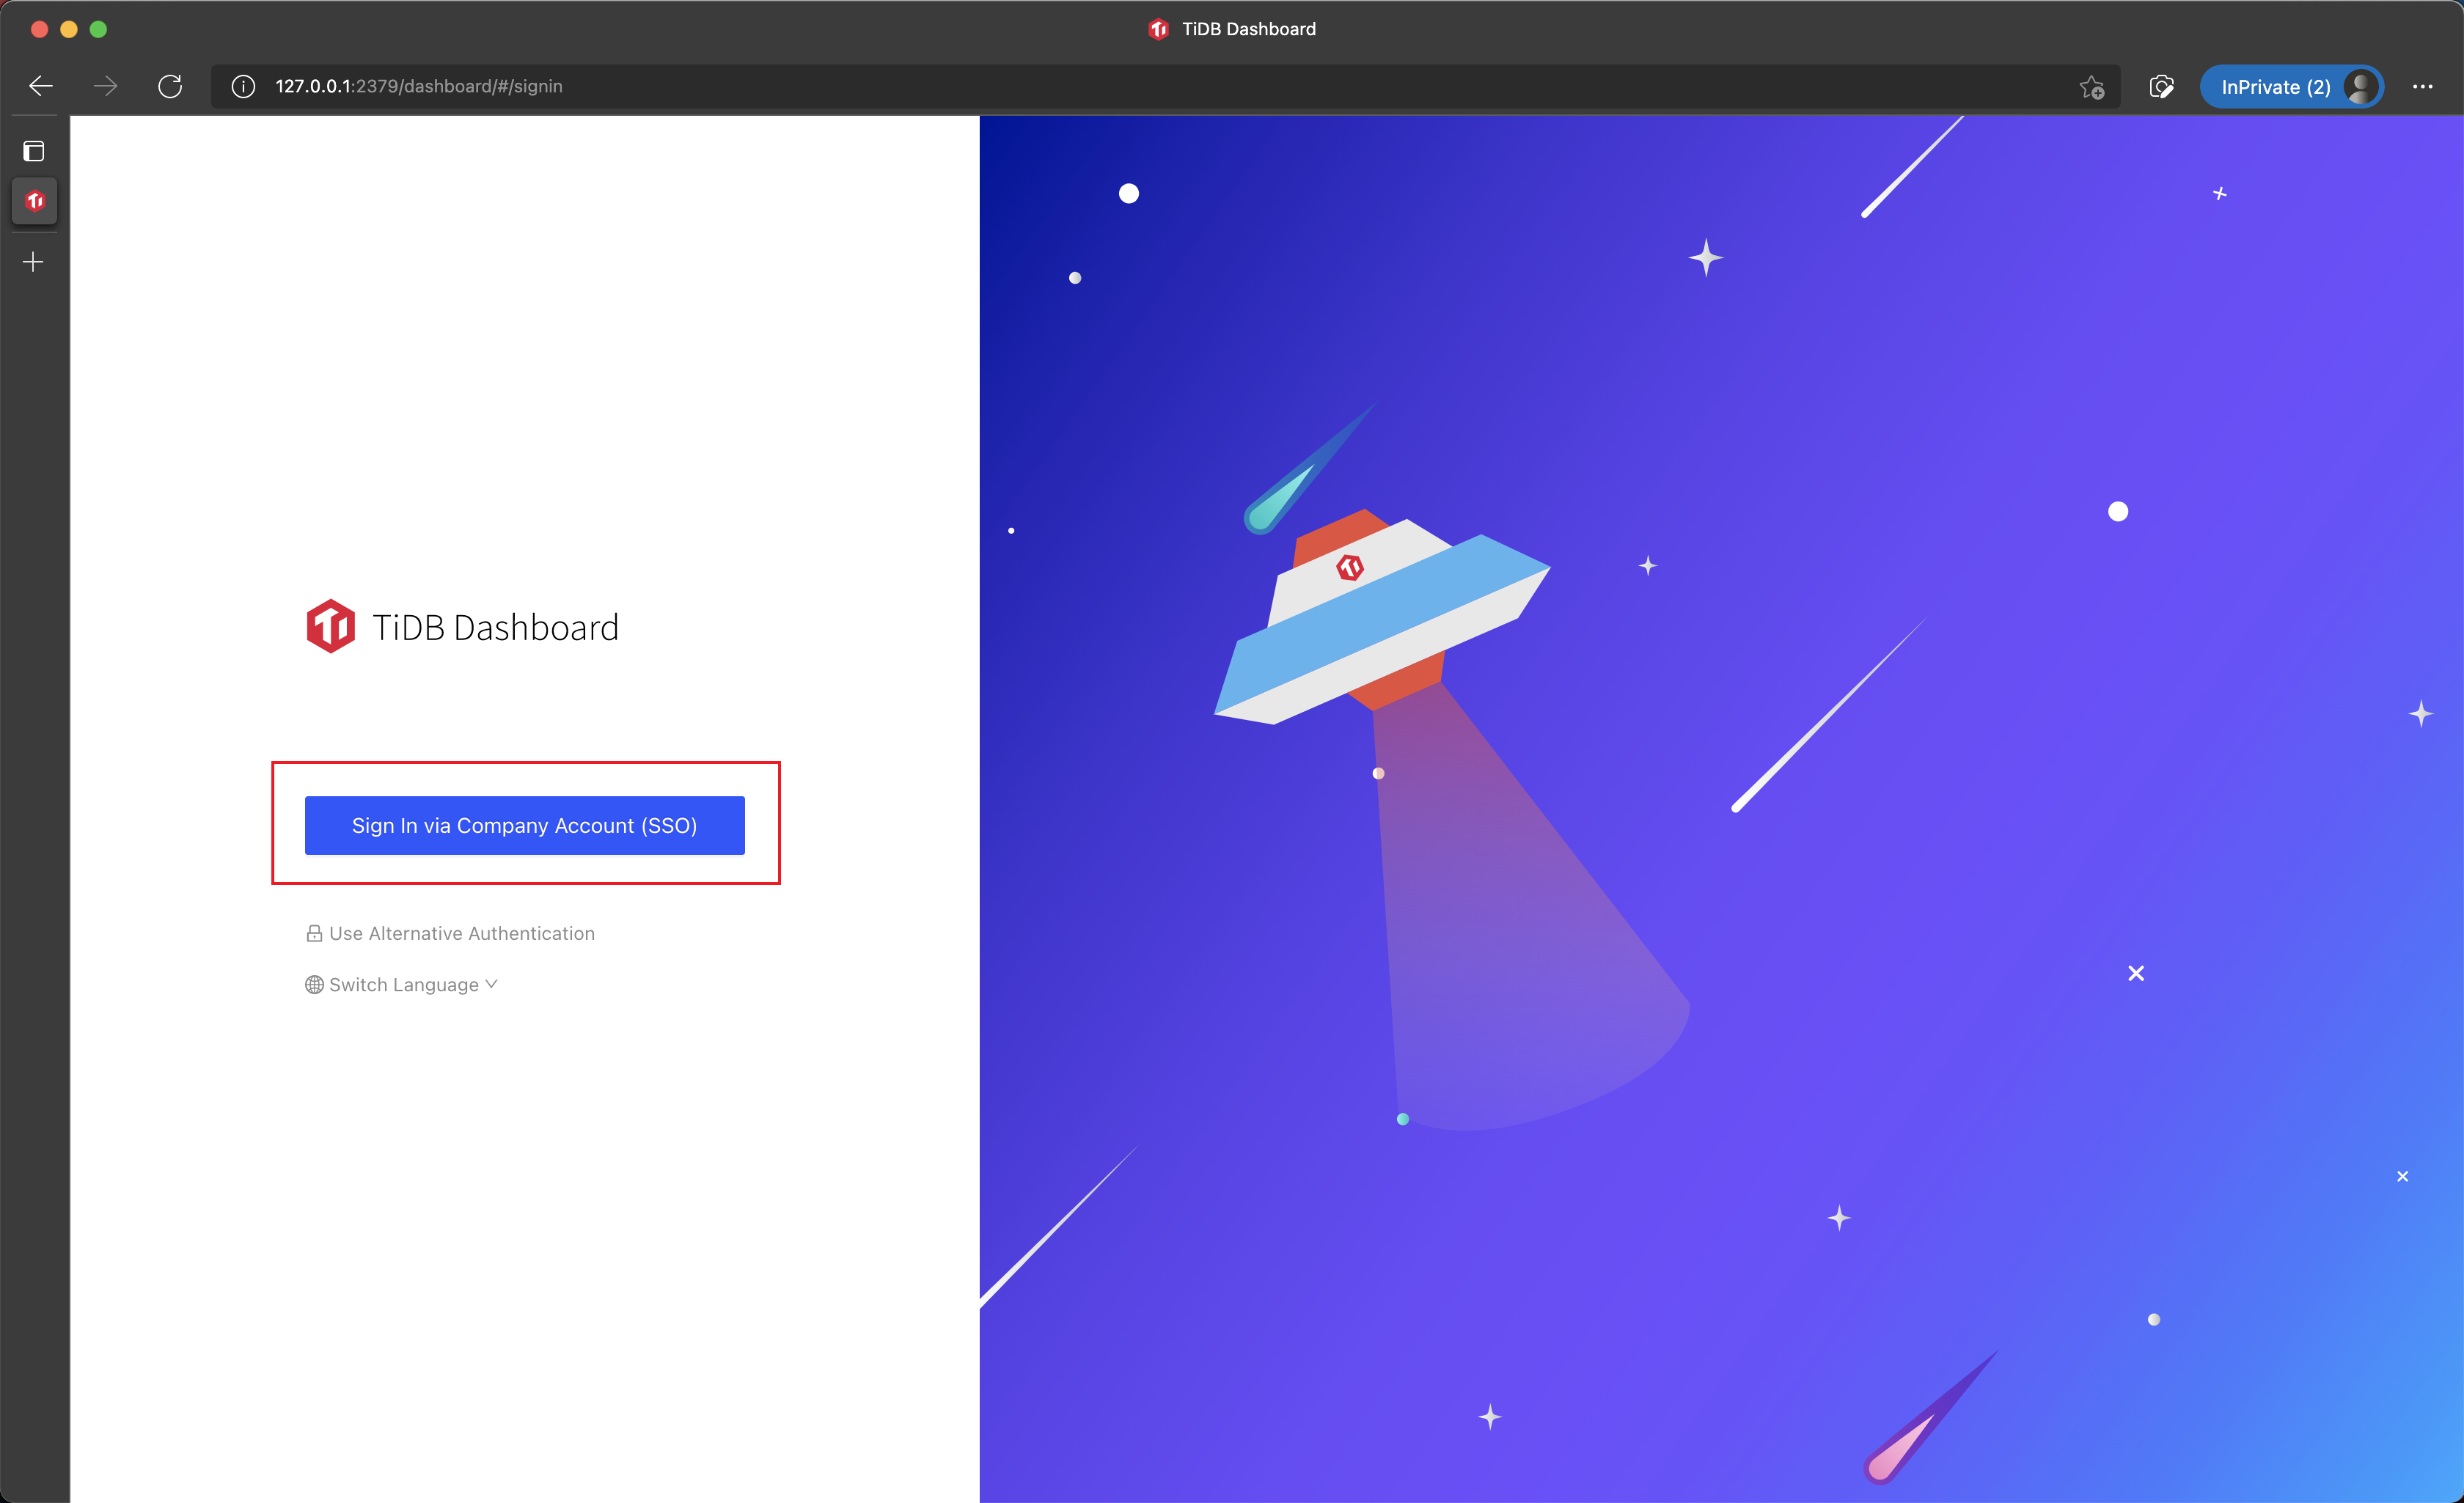 TiDB Dashboard
127.0.0.1:2379/dashboard/#/signin
InPrivate (2)
TiDB Dashboard
Sign In via Company Account (SSO)
Use Alternative Authentication
Switch Language